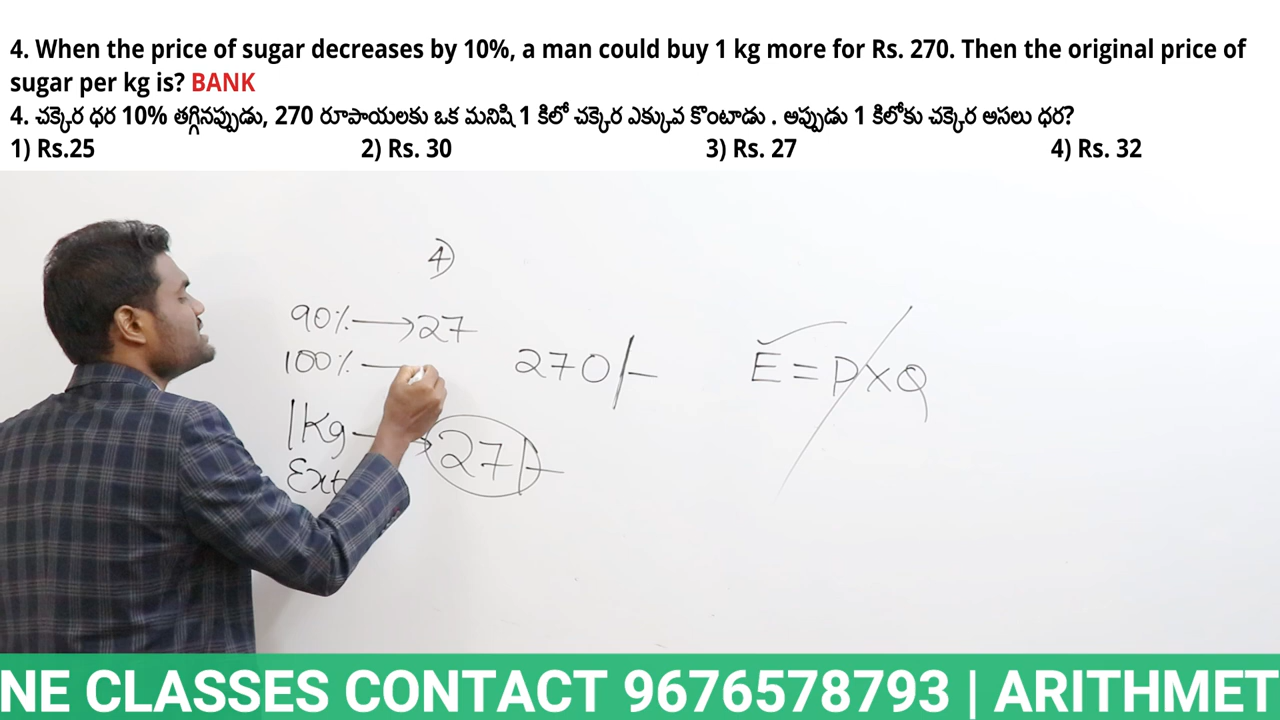 4. When the price of sugar decreases by 10%, a man could buy 1 kg more for Rs. 270. Then the original price of
sugar per kg is? BANK
4. చక్కెర ధర 10% తగ్గినప్పుడు, 270 రూపాయలకు ఒక మనిషి 1 కిలో చక్కెర ఎక్కువ కొంటాడు . అప్పుడు 1 కిలోకు చక్కెర అసలు ధర?
1) Rs.25 2) Rs. 30 3) Rs. 27 4) Rs. 32
4)
90% → 27
100% —
270/-
E = P X Q
1Kg → 27/-
Ext
NE CLASSES CONTACT 9676578793 | ARITHMET